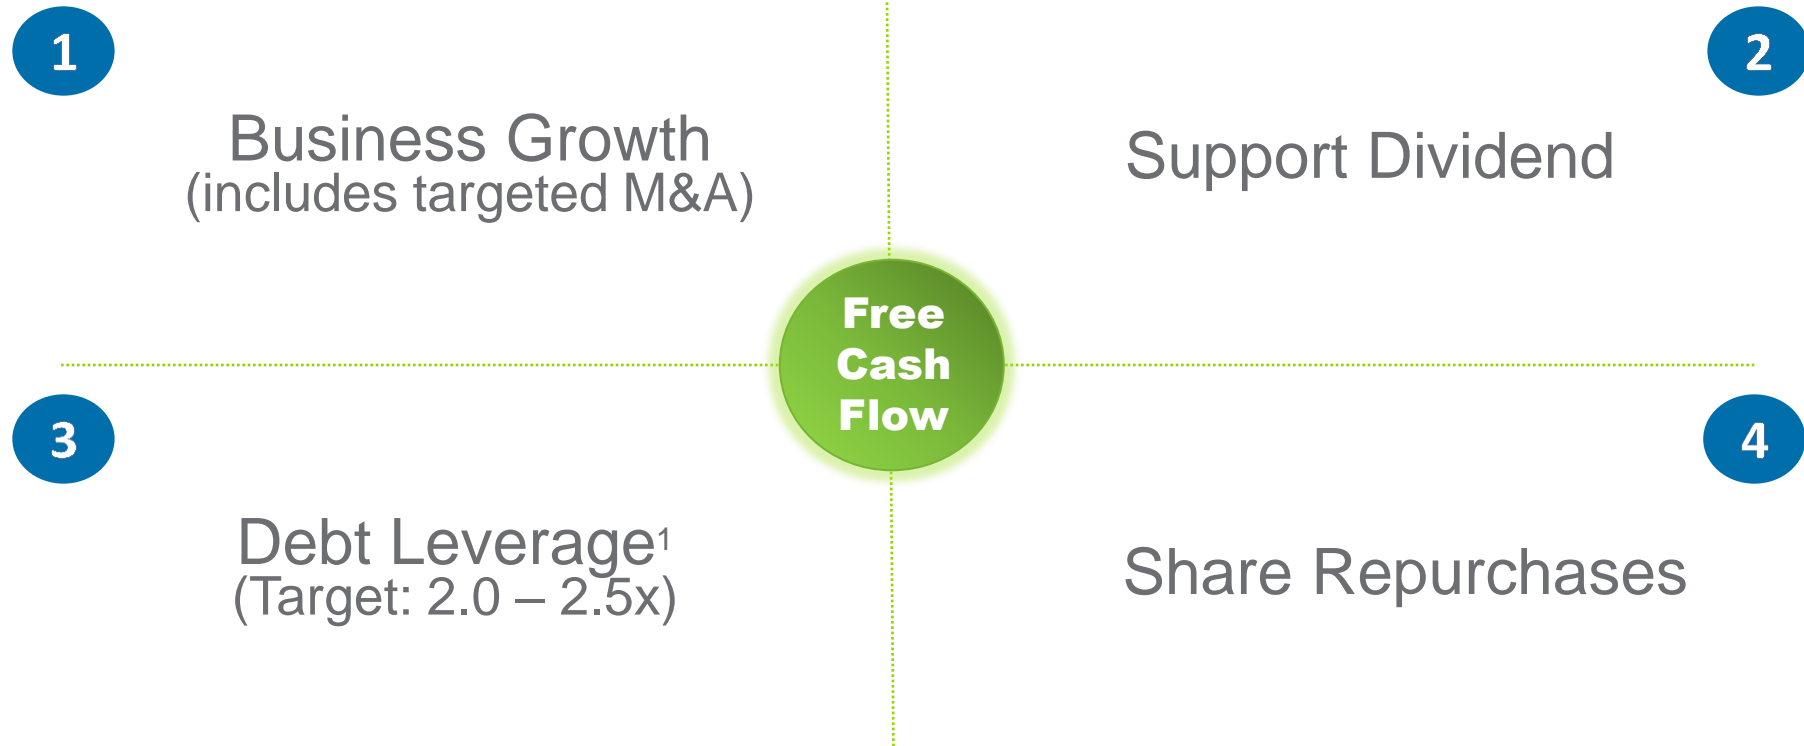 1
Business Growth
(includes targeted M&A)
2
Support Dividend
Free
Cash
Flow
3
Debt Leverage¹
(Target: 2.0 – 2.5x)
4
Share Repurchases